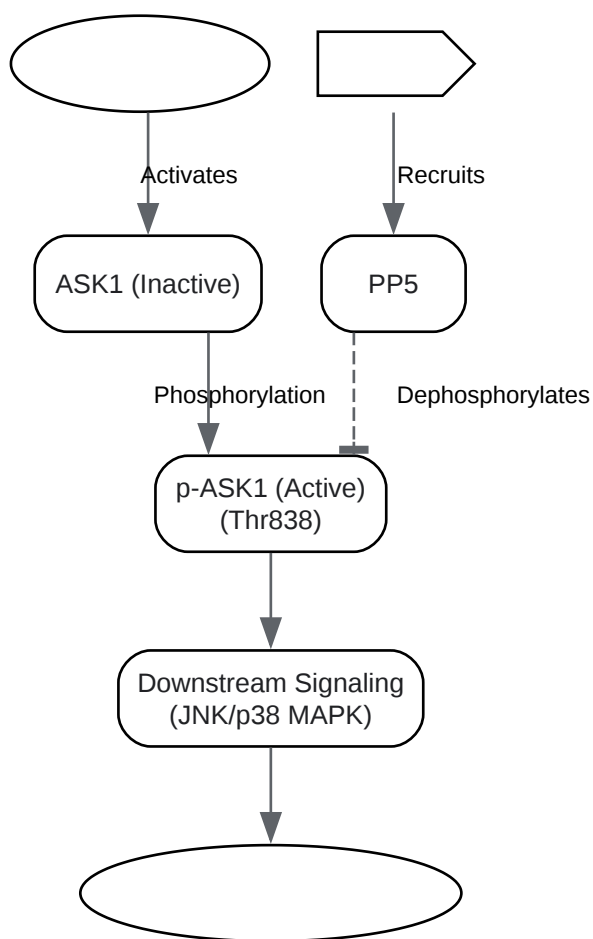 Activates
Recruits
ASK1 (Inactive)
PP5
Phosphorylation
Dephosphorylates
p-ASK1 (Active)
(Thr838)
Downstream Signaling
(JNK/p38 MAPK)